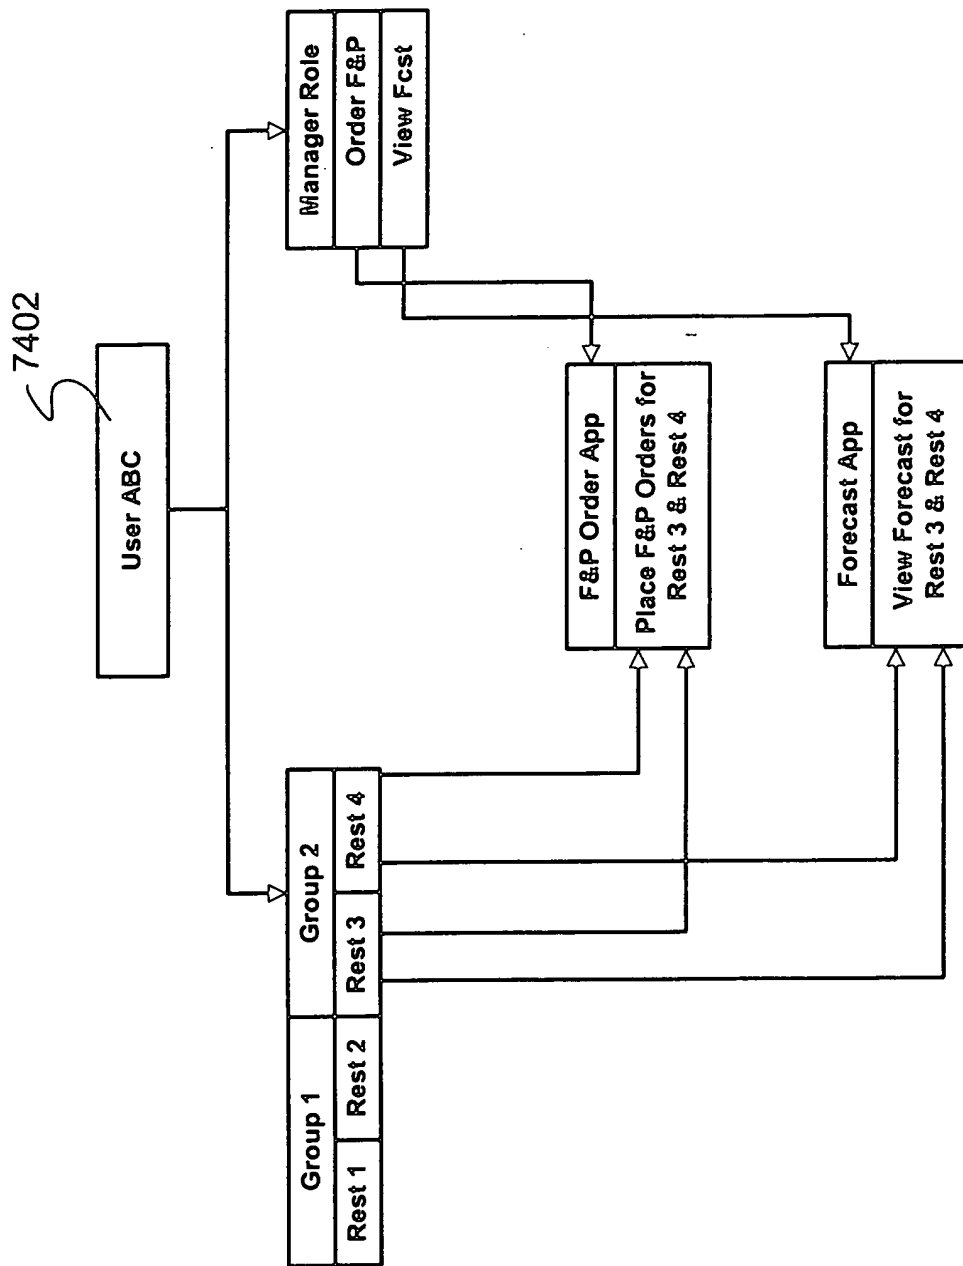 7402
User ABC
Group 1
Group 2
Rest 1
Rest 2
Rest 3
Rest 4
Manager Role
Order F&P
View Fcst
F&P Order App
Place F&P Orders for
Rest 3 & Rest 4
Forecast App
View Forecast for
Rest 3 & Rest 4